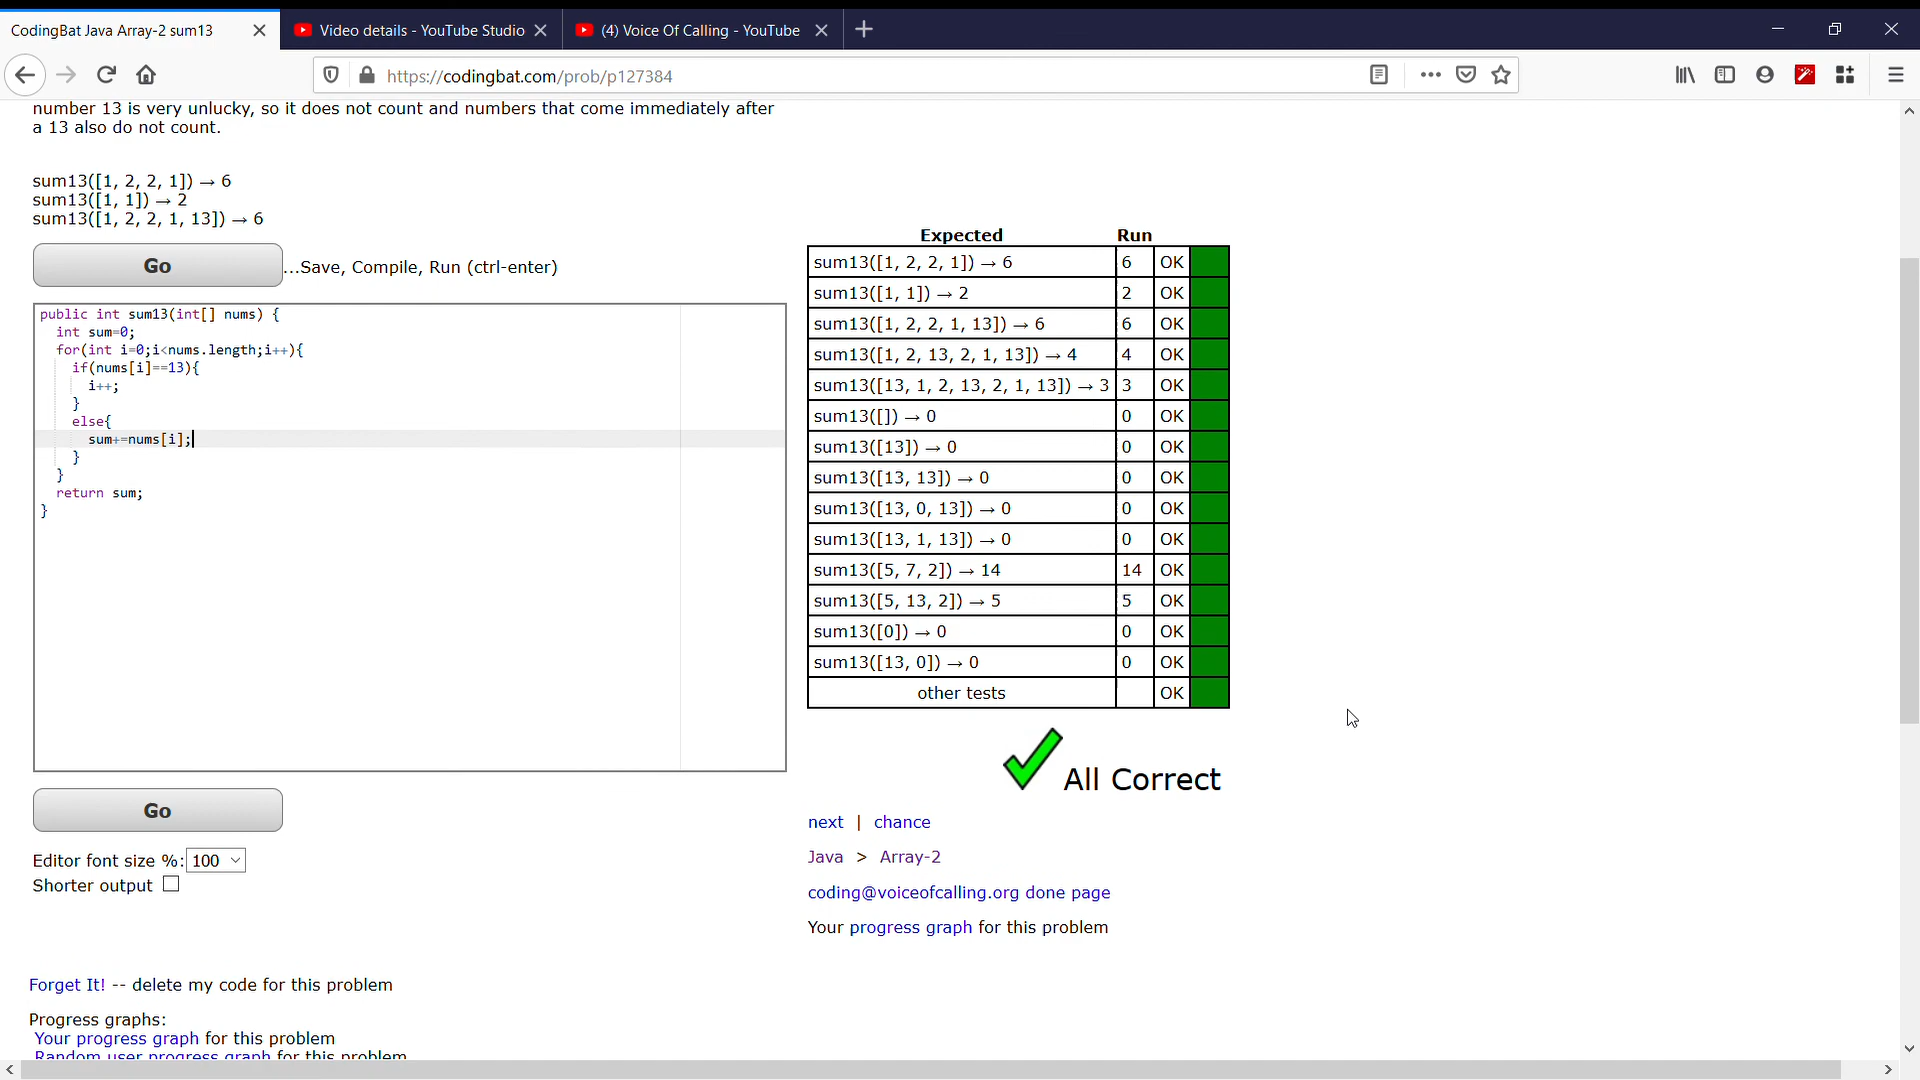 CodingBat Java Array-2 sum13
Video details - YouTube Studio
(4) Voice Of Calling - YouTube
https://codingbat.com/prob/p127384
number 13 is very unlucky, so it does not count and numbers that come immediately after
a 13 also do not count.
sum13([1, 2, 2, 1]) → 6
sum13([1, 1]) → 2
sum13([1, 2, 2, 1, 13]) → 6
Go
...Save, Compile, Run (ctrl-enter)
public int sum13(int[] nums) {
  int sum=0;
  for(int i=0;i<nums.length;i++){
    if(nums[i]==13){
      i++;
    }
    else{
      sum+=nums[i];
    }
  }
  return sum;
}
Go
Editor font size %: 100
Shorter output
Expected Run
sum13([1, 2, 2, 1]) → 6 6 OK
sum13([1, 1]) → 2 2 OK
sum13([1, 2, 2, 1, 13]) → 6 6 OK
sum13([1, 2, 13, 2, 1, 13]) → 4 4 OK
sum13([13, 1, 2, 13, 2, 1, 13]) → 3 3 OK
sum13([]) → 0 0 OK
sum13([13]) → 0 0 OK
sum13([13, 13]) → 0 0 OK
sum13([13, 0, 13]) → 0 0 OK
sum13([13, 1, 13]) → 0 0 OK
sum13([5, 7, 2]) → 14 14 OK
sum13([5, 13, 2]) → 5 5 OK
sum13([0]) → 0 0 OK
sum13([13, 0]) → 0 0 OK
other tests OK
All Correct
next | chance
Java > Array-2
coding@voiceofcalling.org done page
Your progress graph for this problem
Forget It! -- delete my code for this problem
Progress graphs:
Your progress graph for this problem
Random user progress graph for this problem